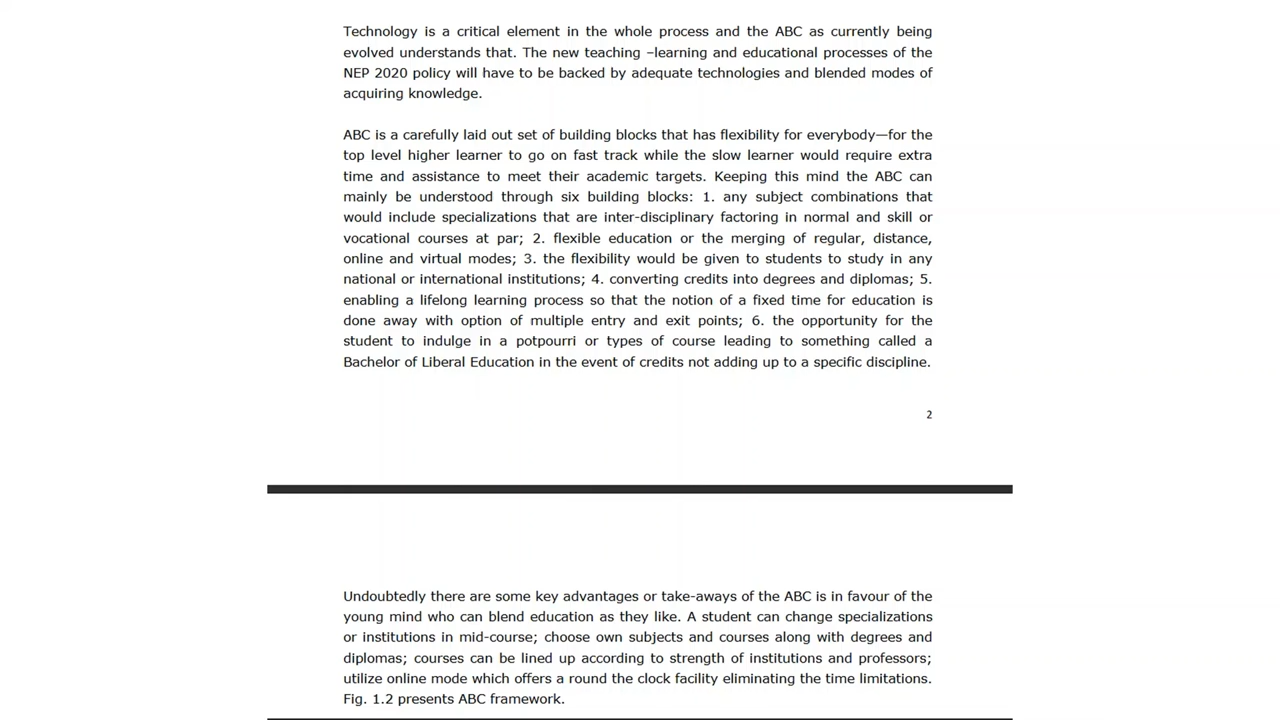 Technology is a critical element in the whole process and the ABC as currently being
evolved understands that. The new teaching –learning and educational processes of the
NEP 2020 policy will have to be backed by adequate technologies and blended modes of
acquiring knowledge.
ABC is a carefully laid out set of building blocks that has flexibility for everybody—for the
top level higher learner to go on fast track while the slow learner would require extra
time and assistance to meet their academic targets. Keeping this mind the ABC can
mainly be understood through six building blocks: 1. any subject combinations that
would include specializations that are inter-disciplinary factoring in normal and skill or
vocational courses at par; 2. flexible education or the merging of regular, distance,
online and virtual modes; 3. the flexibility would be given to students to study in any
national or international institutions; 4. converting credits into degrees and diplomas; 5.
enabling a lifelong learning process so that the notion of a fixed time for education is
done away with option of multiple entry and exit points; 6. the opportunity for the
student to indulge in a potpourri or types of course leading to something called a
Bachelor of Liberal Education in the event of credits not adding up to a specific discipline.
2
Undoubtedly there are some key advantages or take-aways of the ABC is in favour of the
young mind who can blend education as they like. A student can change specializations
or institutions in mid-course; choose own subjects and courses along with degrees and
diplomas; courses can be lined up according to strength of institutions and professors;
utilize online mode which offers a round the clock facility eliminating the time limitations.
Fig. 1.2 presents ABC framework.